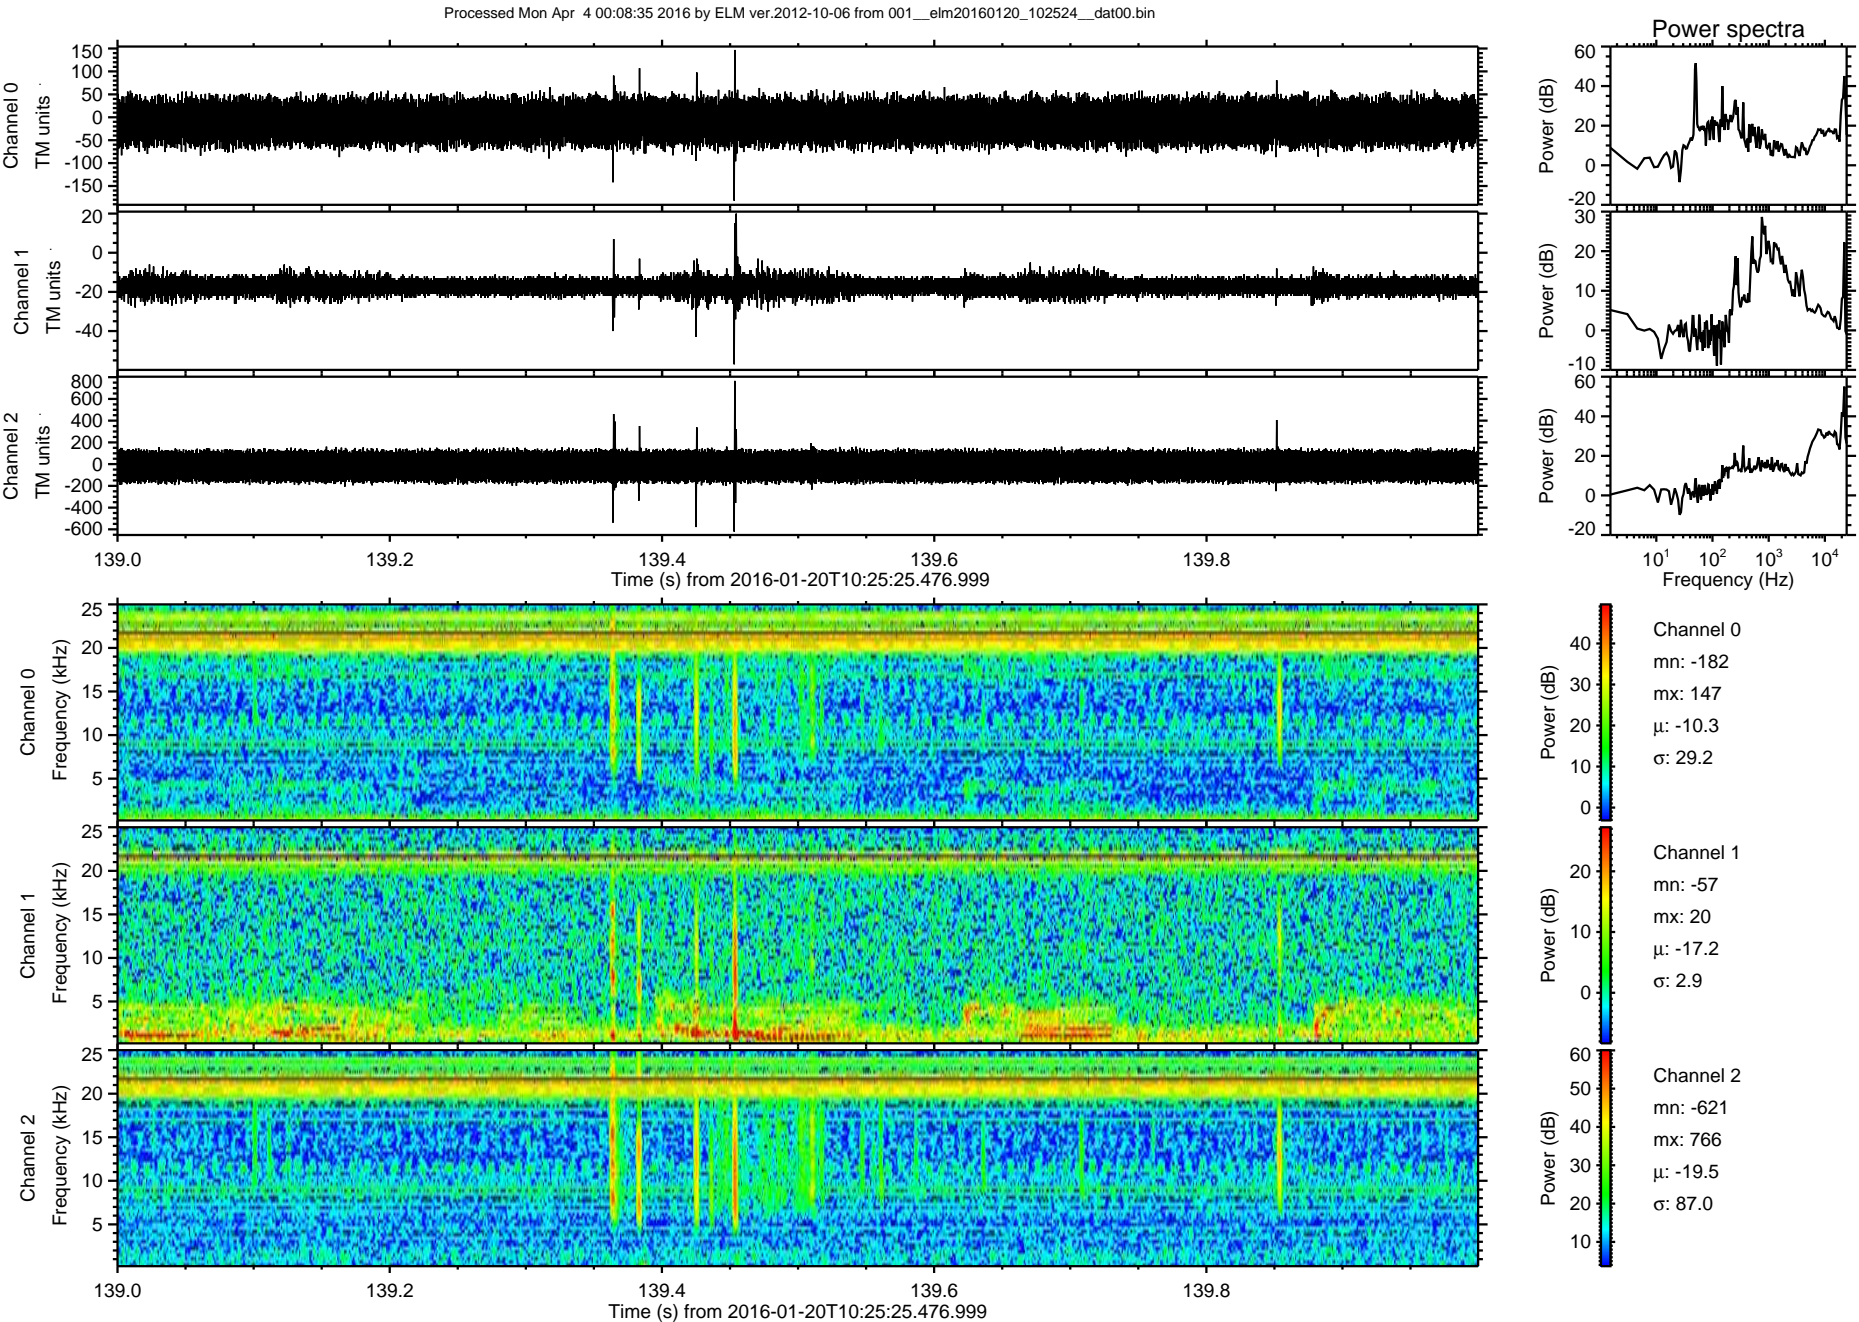 Processed Mon Apr  4 00:08:35 2016 by ELM ver.2012-10-06 from 001__elm20160120_102524__dat00.bin
Power spectra
Channel 0
TM units
150
100
50
0
-50
-100
-150
Power (dB)
60
40
20
0
-20
Channel 1
TM units
20
0
-20
-40
Power (dB)
30
20
10
0
-10
Channel 2
TM units
800
600
400
200
0
-200
-400
-600
Power (dB)
60
40
20
0
-20
139.0 139.2 139.4 139.6 139.8
Time (s) from 2016-01-20T10:25:25.476.999
10¹ 10² 10³ 10⁴
Frequency (Hz)
Channel 0
Frequency (kHz)
25
20
15
10
5
Power (dB)
40
30
20
10
0
Channel 0
mn: -182
mx: 147
µ: -10.3
σ: 29.2
Channel 1
Frequency (kHz)
25
20
15
10
5
Power (dB)
20
10
0
Channel 1
mn: -57
mx: 20
µ: -17.2
σ: 2.9
Channel 2
Frequency (kHz)
25
20
15
10
5
Power (dB)
60
50
40
30
20
10
Channel 2
mn: -621
mx: 766
µ: -19.5
σ: 87.0
139.0 139.2 139.4 139.6 139.8
Time (s) from 2016-01-20T10:25:25.476.999